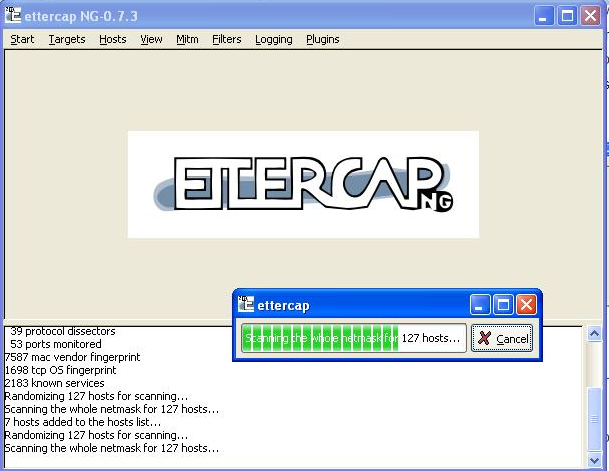 ettercap NG-0.7.3
Start Targets Hosts View Mitm Filters Logging Plugins
ETTERCAP
NG
ettercap
Scanning the whole netmask for 127 hosts...
Cancel
39 protocol dissectors
53 ports monitored
7587 mac vendor fingerprint
1698 tcp OS fingerprint
2183 known services
Randomizing 127 hosts for scanning...
Scanning the whole netmask for 127 hosts...
7 hosts added to the hosts list...
Randomizing 127 hosts for scanning...
Scanning the whole netmask for 127 hosts...